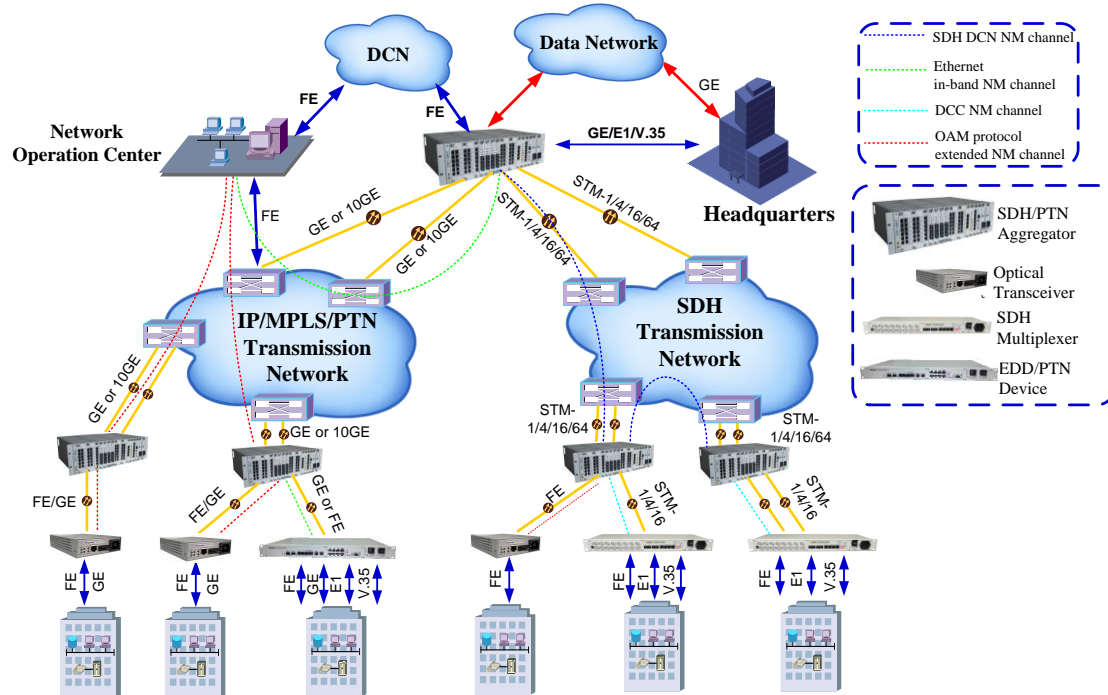 DCN
Data Network
SDH DCN NM channel
Ethernet
in-band NM channel
DCC NM channel
OAM protocol
extended NM channel
FE
FE
GE
Network
Operation Center
GE/E1/V.35
Headquarters
FE
GE or 10GE
GE or 10GE
STM-1/4/16/64
STM-1/4/16/64
SDH/PTN
Aggregator
Optical
Transceiver
SDH
Multiplexer
EDD/PTN
Device
IP/MPLS/PTN
Transmission
Network
SDH
Transmission
Network
GE or 10GE
GE or 10GE
STM-
1/4/16/64
STM-
1/4/16/64
FE/GE
FE/GE
GE or FE
FE
STM-
1/4/16
STM-
1/4/16
FE
GE
FE
GE
FE
GE
E1
V.35
FE
FE
E1
V.35
FE
E1
V.35